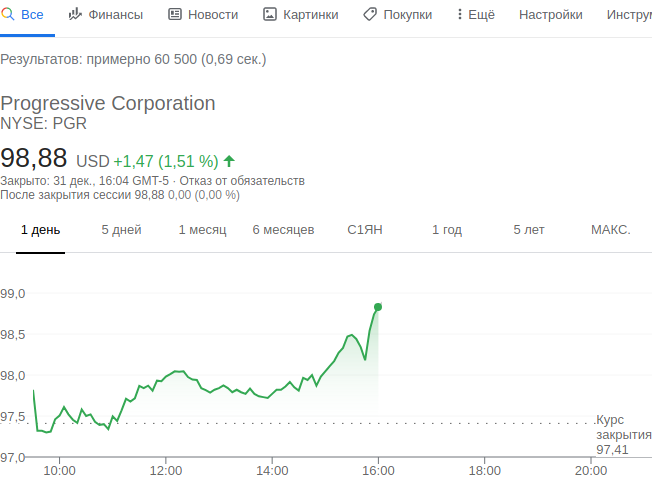 Все Финансы Новости Картинки Покупки Ещё Настройки Инстру
Результатов: примерно 60 500 (0,69 сек.)
Progressive Corporation
NYSE: PGR
98,88 USD +1,47 (1,51 %)
Закрыто: 31 дек., 16:04 GMT-5 · Отказ от обязательств
После закрытия сессии 98,88 0,00 (0,00 %)
1 день 5 дней 1 месяц 6 месяцев С1ЯН 1 год 5 лет МАКС.
99,0
98,5
98,0
97,5
97,0
Курс
закрытия
97,41
10:00 12:00 14:00 16:00 18:00 20:00